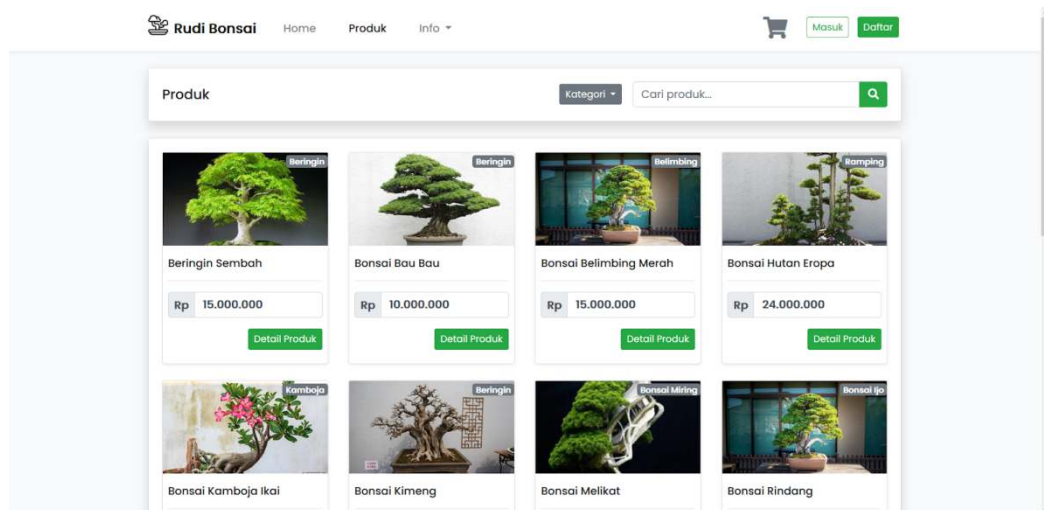 Rudi Bonsai Home Produk Info Masuk Daftar
Produk Kategori Cari produk...
Beringin Beringin Belimbing Romping
Beringin Sembah Bonsai Bau Bau Bonsai Belimbing Merah Bonsai Hutan Eropa
Rp 15.000.000 Rp 10.000.000 Rp 15.000.000 Rp 24.000.000
Detail Produk Detail Produk Detail Produk Detail Produk
Kamboja Beringin Bonsai Miring Bonsai Ijo
Bonsai Kamboja Ikai Bonsai Kimeng Bonsai Melikat Bonsai Rindang